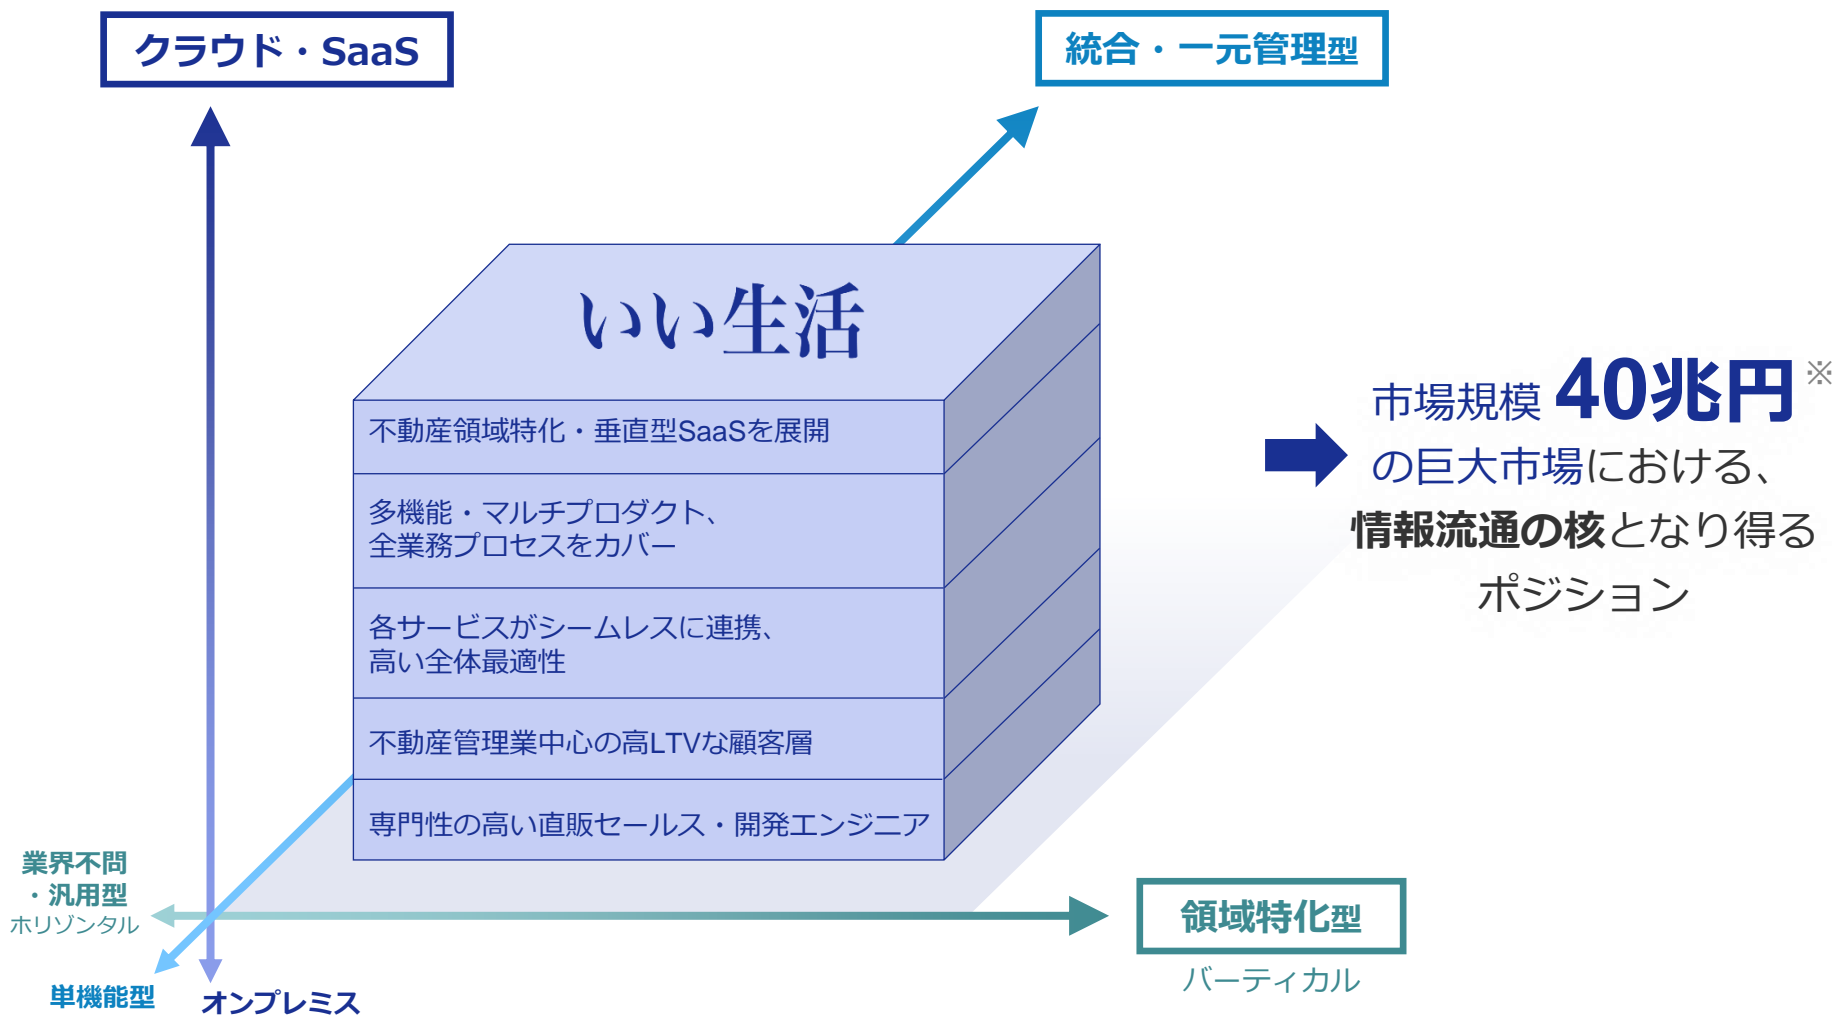 クラウド・SaaS
統合・一元管理型
いい生活
不動産領域特化・垂直型SaaSを展開
多機能・マルチプロダクト、
全業務プロセスをカバー
各サービスがシームレスに連携、
高い全体最適性
不動産管理業中心の高LTVな顧客層
専門性の高い直販セールス・開発エンジニア
市場規模 40兆円※
の巨大市場における、
情報流通の核となり得る
ポジション
業界不問
・汎用型
ホリゾンタル
単機能型
オンプレミス
領域特化型
バーティカル